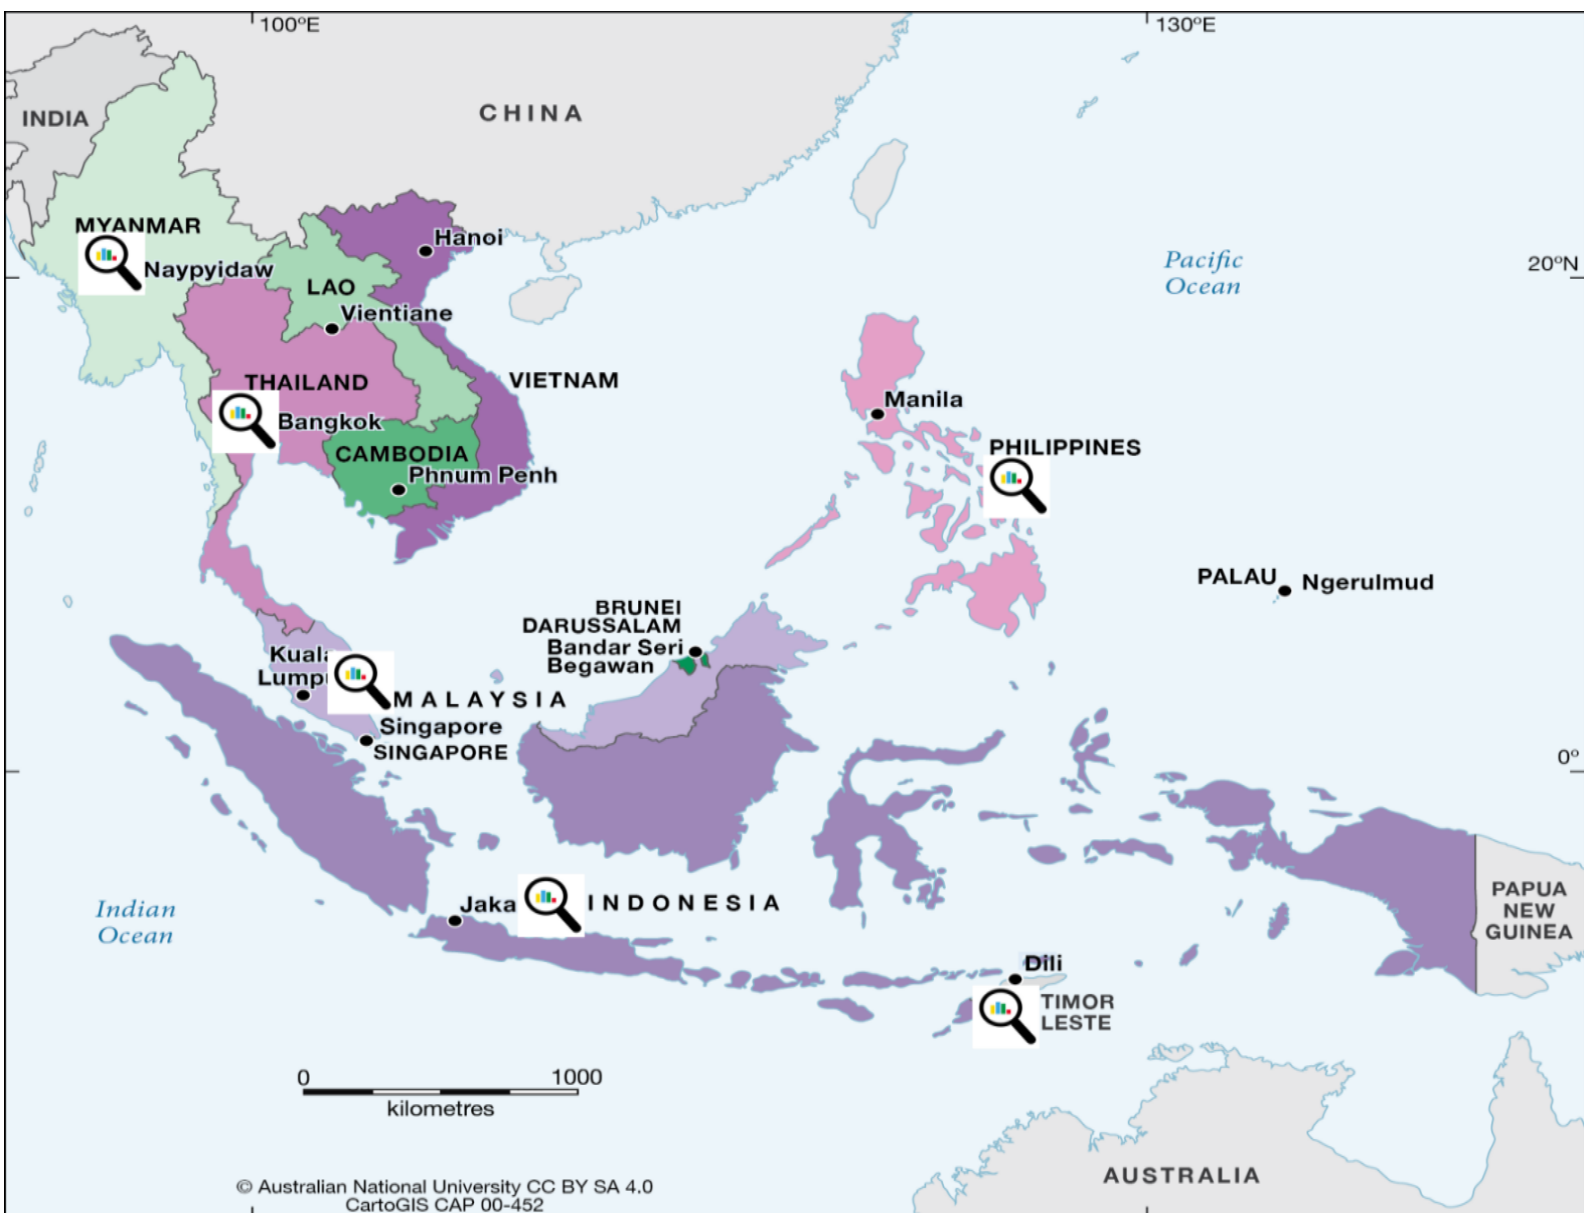 100ºE
130ºE
CHINA
INDIA
MYANMAR
Hanoi
Pacific
Ocean
20ºN
Naypyidaw
LAO
Vientiane
THAILAND
VIETNAM
Manila
Bangkok
CAMBODIA
PHILIPPINES
Phnum Penh
PALAU
Ngerulmud
BRUNEI
DARUSSALAM
Bandar Seri
Begawan
Kuala
Lumpu
MALAYSIA
Singapore
SINGAPORE
0º
Indian
Ocean
Jaka
INDONESIA
PAPUA
NEW
GUINEA
Dili
TIMOR
LESTE
0 1000
kilometres
AUSTRALIA
© Australian National University CC BY SA 4.0
CartoGIS CAP 00-452